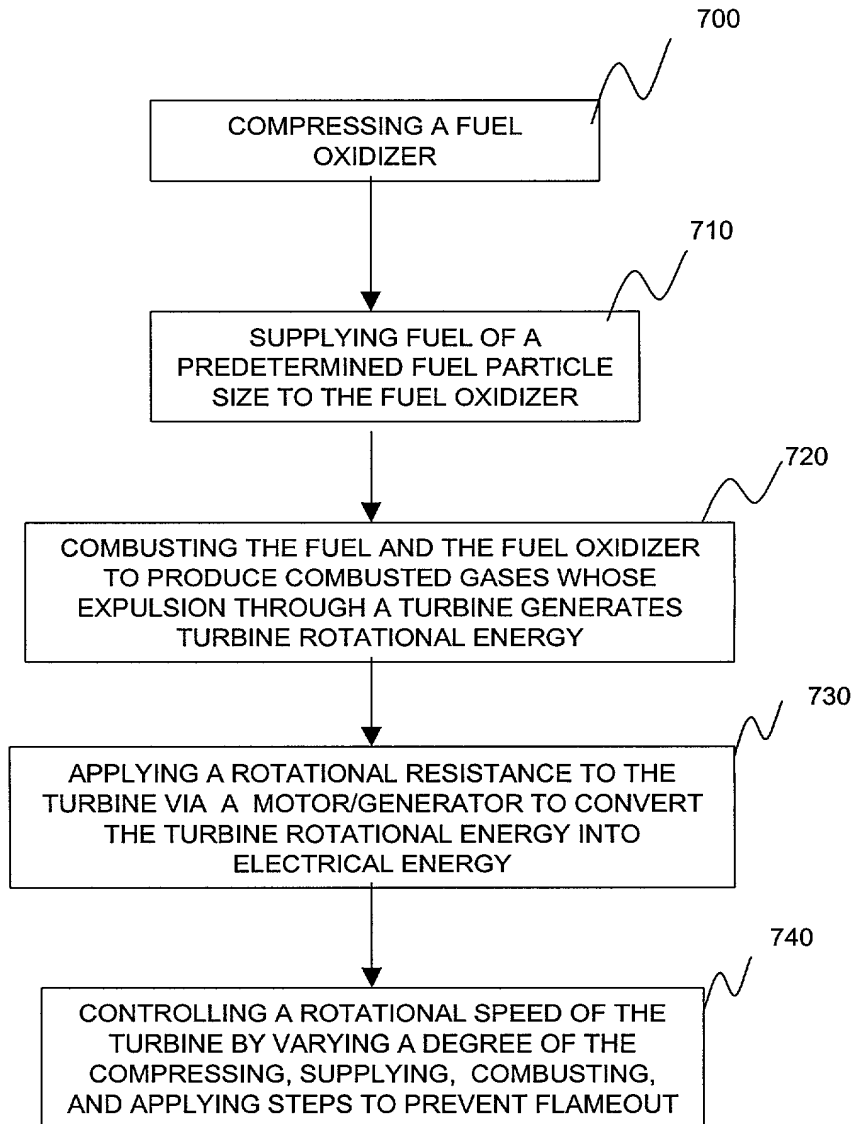 700
COMPRESSING A FUEL
OXIDIZER
710
SUPPLYING FUEL OF A
PREDETERMINED FUEL PARTICLE
SIZE TO THE FUEL OXIDIZER
720
COMBUSTING THE FUEL AND THE FUEL OXIDIZER
TO PRODUCE COMBUSTED GASES WHOSE
EXPULSION THROUGH A TURBINE GENERATES
TURBINE ROTATIONAL ENERGY
730
APPLYING A ROTATIONAL RESISTANCE TO THE
TURBINE VIA A MOTOR/GENERATOR TO CONVERT
THE TURBINE ROTATIONAL ENERGY INTO
ELECTRICAL ENERGY
740
CONTROLLING A ROTATIONAL SPEED OF THE
TURBINE BY VARYING A DEGREE OF THE
COMPRESSING, SUPPLYING, COMBUSTING,
AND APPLYING STEPS TO PREVENT FLAMEOUT